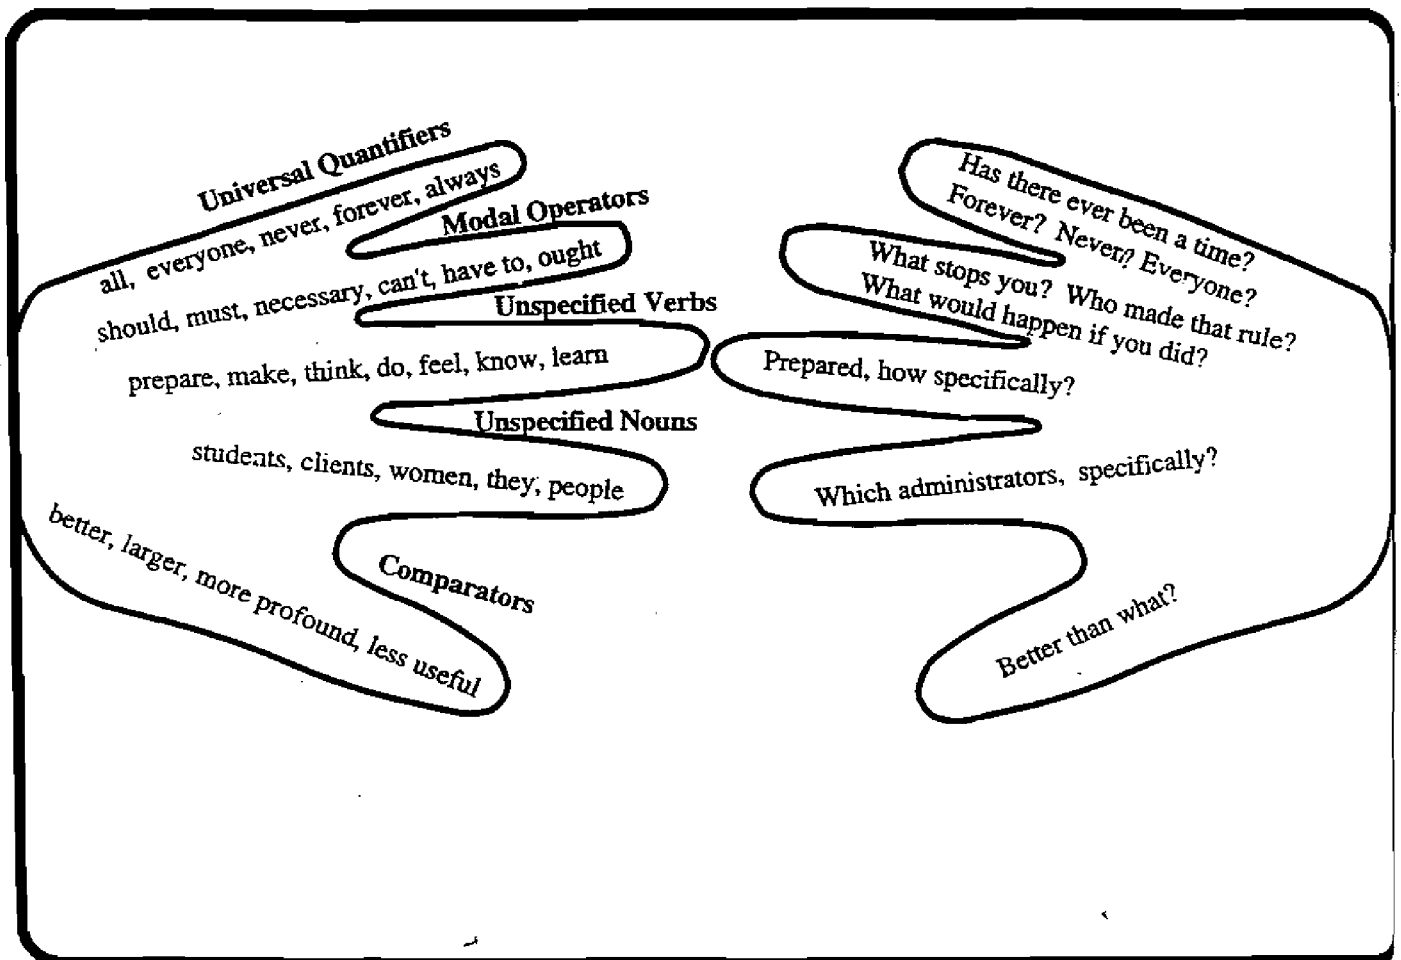 Universal Quantifiers
all, everyone, never, forever, always
Modal Operators
should, must, necessary, can't, have to, ought
Unspecified Verbs
prepare, make, think, do, feel, know, learn
Unspecified Nouns
students, clients, women, they, people
Comparators
better, larger, more profound, less useful
Has there ever been a time?
Forever? Never? Everyone?
What stops you? Who made that rule?
What would happen if you did?
Prepared, how specifically?
Which administrators, specifically?
Better than what?